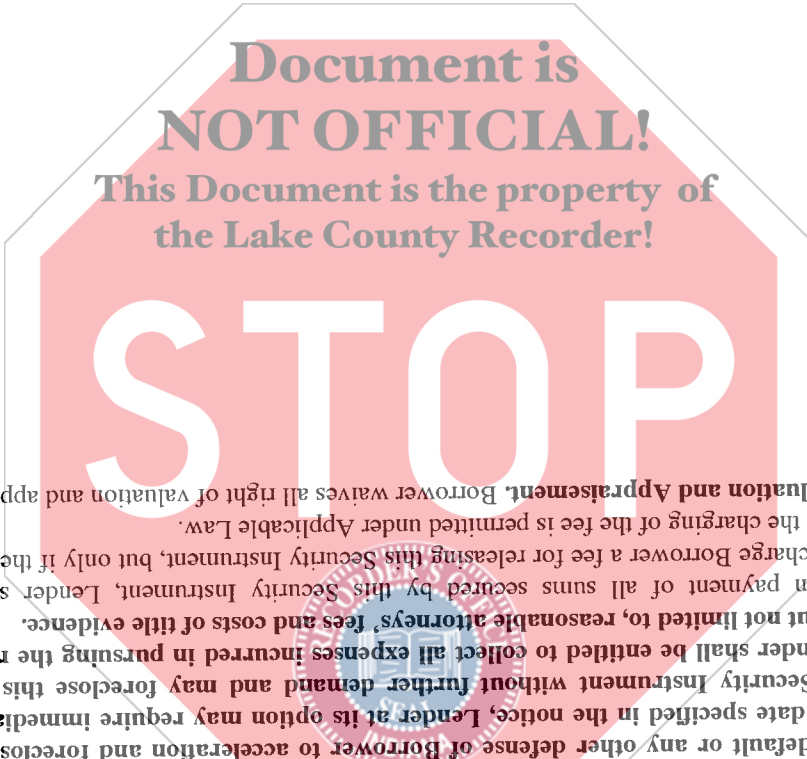 Document is
NOT OFFICIAL!
This Document is the property of
the Lake County Recorder!
STOP
default or any other defense of Borrower to acceleration and
date specified in the notice, Lender at its option may require
Security Instrument without further demand and may foreclose this
shall be entitled to collect all expenses incurred in pursuing the
not limited to, reasonable attorneys' fees and costs of title evidence.
payment of all sums secured by this Security Instrument, Lender
charge Borrower a fee for releasing this Security Instrument, but only if the
the charging of the fee is permitted under Applicable Law.
and Appraisement. Borrower waives all right of valuation and
RECORDER'S
SEAL